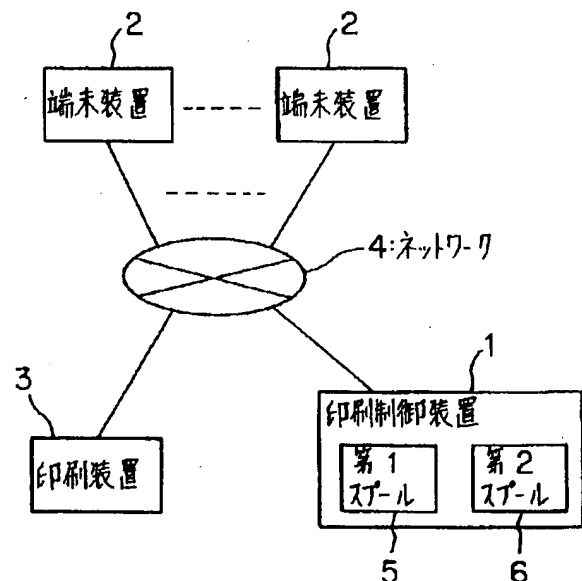 2
2
端末装置
端末装置
4:ネットワーク
1
印刷制御装置
3
印刷装置
第1
スプール
第2
スプール
5
6